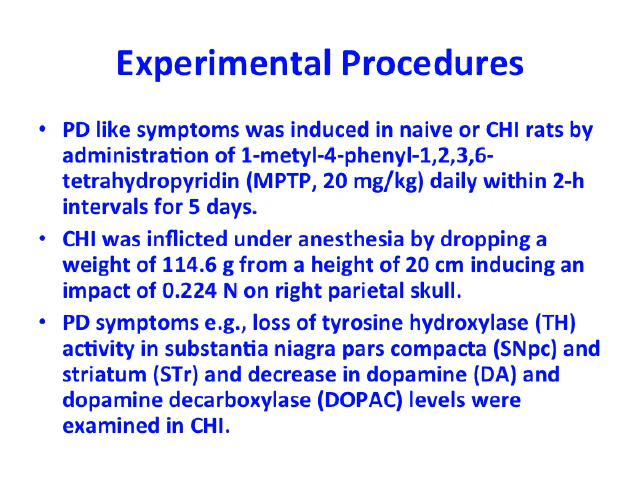 Experimental Procedures
• PD like symptoms was induced in naive or CHI rats by
administration of 1-metyl-4-phenyl-1,2,3,6-
tetrahydropyridin (MPTP, 20 mg/kg) daily within 2-h
intervals for 5 days.
• CHI was inflicted under anesthesia by dropping a
weight of 114.6 g from a height of 20 cm inducing an
impact of 0.224 N on right parietal skull.
• PD symptoms e.g., loss of tyrosine hydroxylase (TH)
activity in substantia niagra pars compacta (SNpc) and
striatum (STr) and decrease in dopamine (DA) and
dopamine decarboxylase (DOPAC) levels were
examined in CHI.